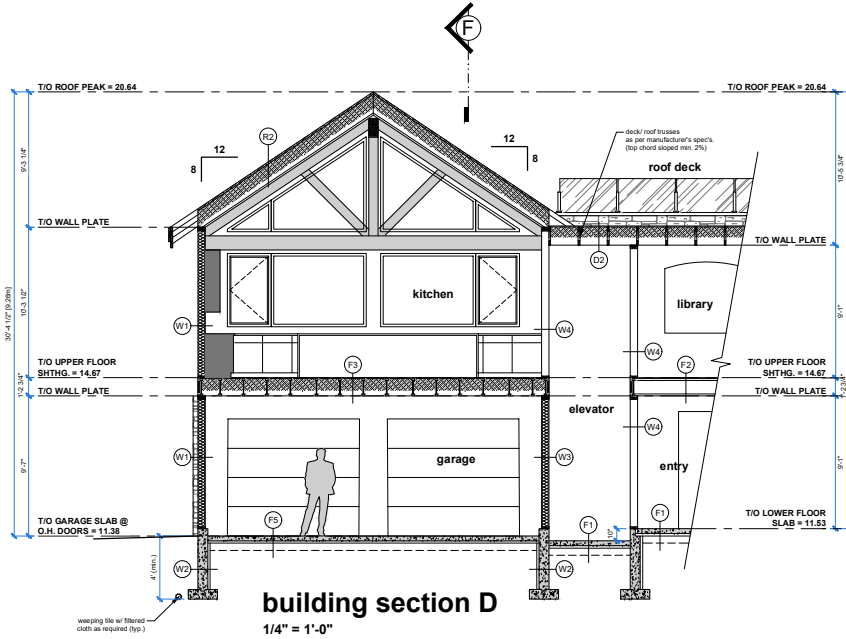 F
T/O ROOF PEAK = 20.64
T/O ROOF PEAK = 20.64
R2
12
8
12
8
deck/ roof trusses
as per manufacturer's spec's.
(top chord sloped min. 2%)
roof deck
9'-3 1/4"
10'-5 3/4"
T/O WALL PLATE
T/O WALL PLATE
D2
kitchen
library
30'-4 1/2" [9.26m]
10'-3 1/2"
9'-1"
W1
W4
W4
T/O UPPER FLOOR
SHTHG. = 14.67
F3
F2
T/O UPPER FLOOR
SHTHG. = 14.67
1'-2 3/4"
1'-2 3/4"
T/O WALL PLATE
T/O WALL PLATE
elevator
W4
W1
garage
W3
entry
9'-7"
9'-1"
T/O GARAGE SLAB @
O.H. DOORS = 11.38
F5
F1
F1
10"
T/O LOWER FLOOR
SLAB = 11.53
4' (min.)
F1
W2
W2
weeping tile w/ filtered
cloth as required (typ.)
building section D
1/4" = 1'-0"